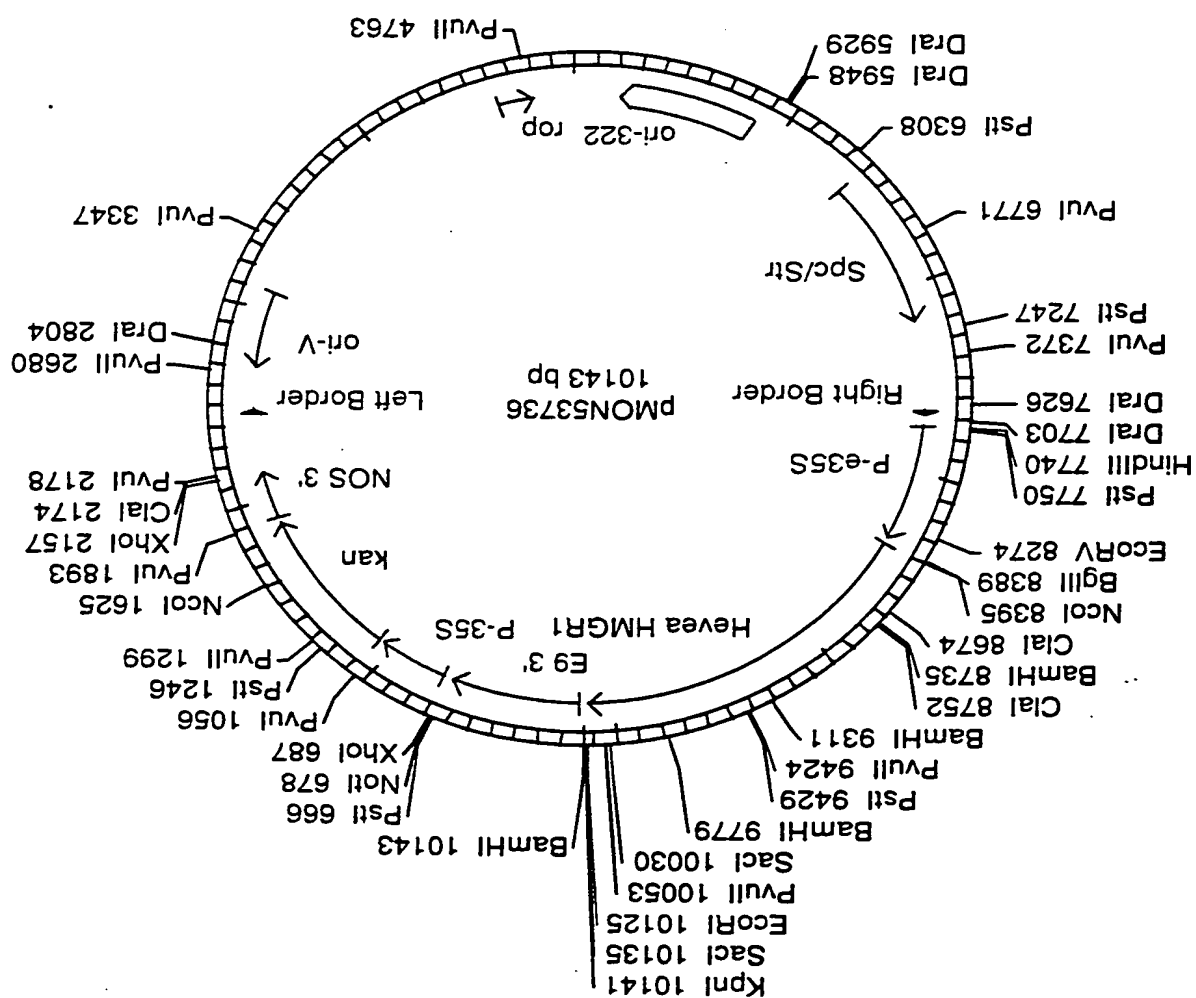 KpnI 10141
SacI 10135
EcoRI 10125
PvuII 10053
SacI 10030
BamHI 9779
BamHI 10143
PstI 9429
PstI 666
PvuII 9424
NotI 678
BamHI 9311
XhoI 687
ClaI 8752
PvuI 1056
BamHI 8735
PstI 1246
ClaI 8674
PvuII 1299
NcoI 8395
NcoI 1625
BglII 8389
PvuI 1893
EcoRV 8274
XhoI 2157
ClaI 2174
PvuI 2178
PstI 7750
HindIII 7740
DraI 7703
DraI 7626
PvuII 2680
DraI 2804
PvuI 7372
PstI 7247
PvuI 3347
PvuI 6771
PstI 6308
DraI 5948
DraI 5929
PvuII 4763
E9 3'
Hevea HMGR1
P-35S
kan
P-e35S
NOS 3'
Right Border
Left Border
pMON53736
10143 bp
ori-V
Spc/Str
ori-322
rop